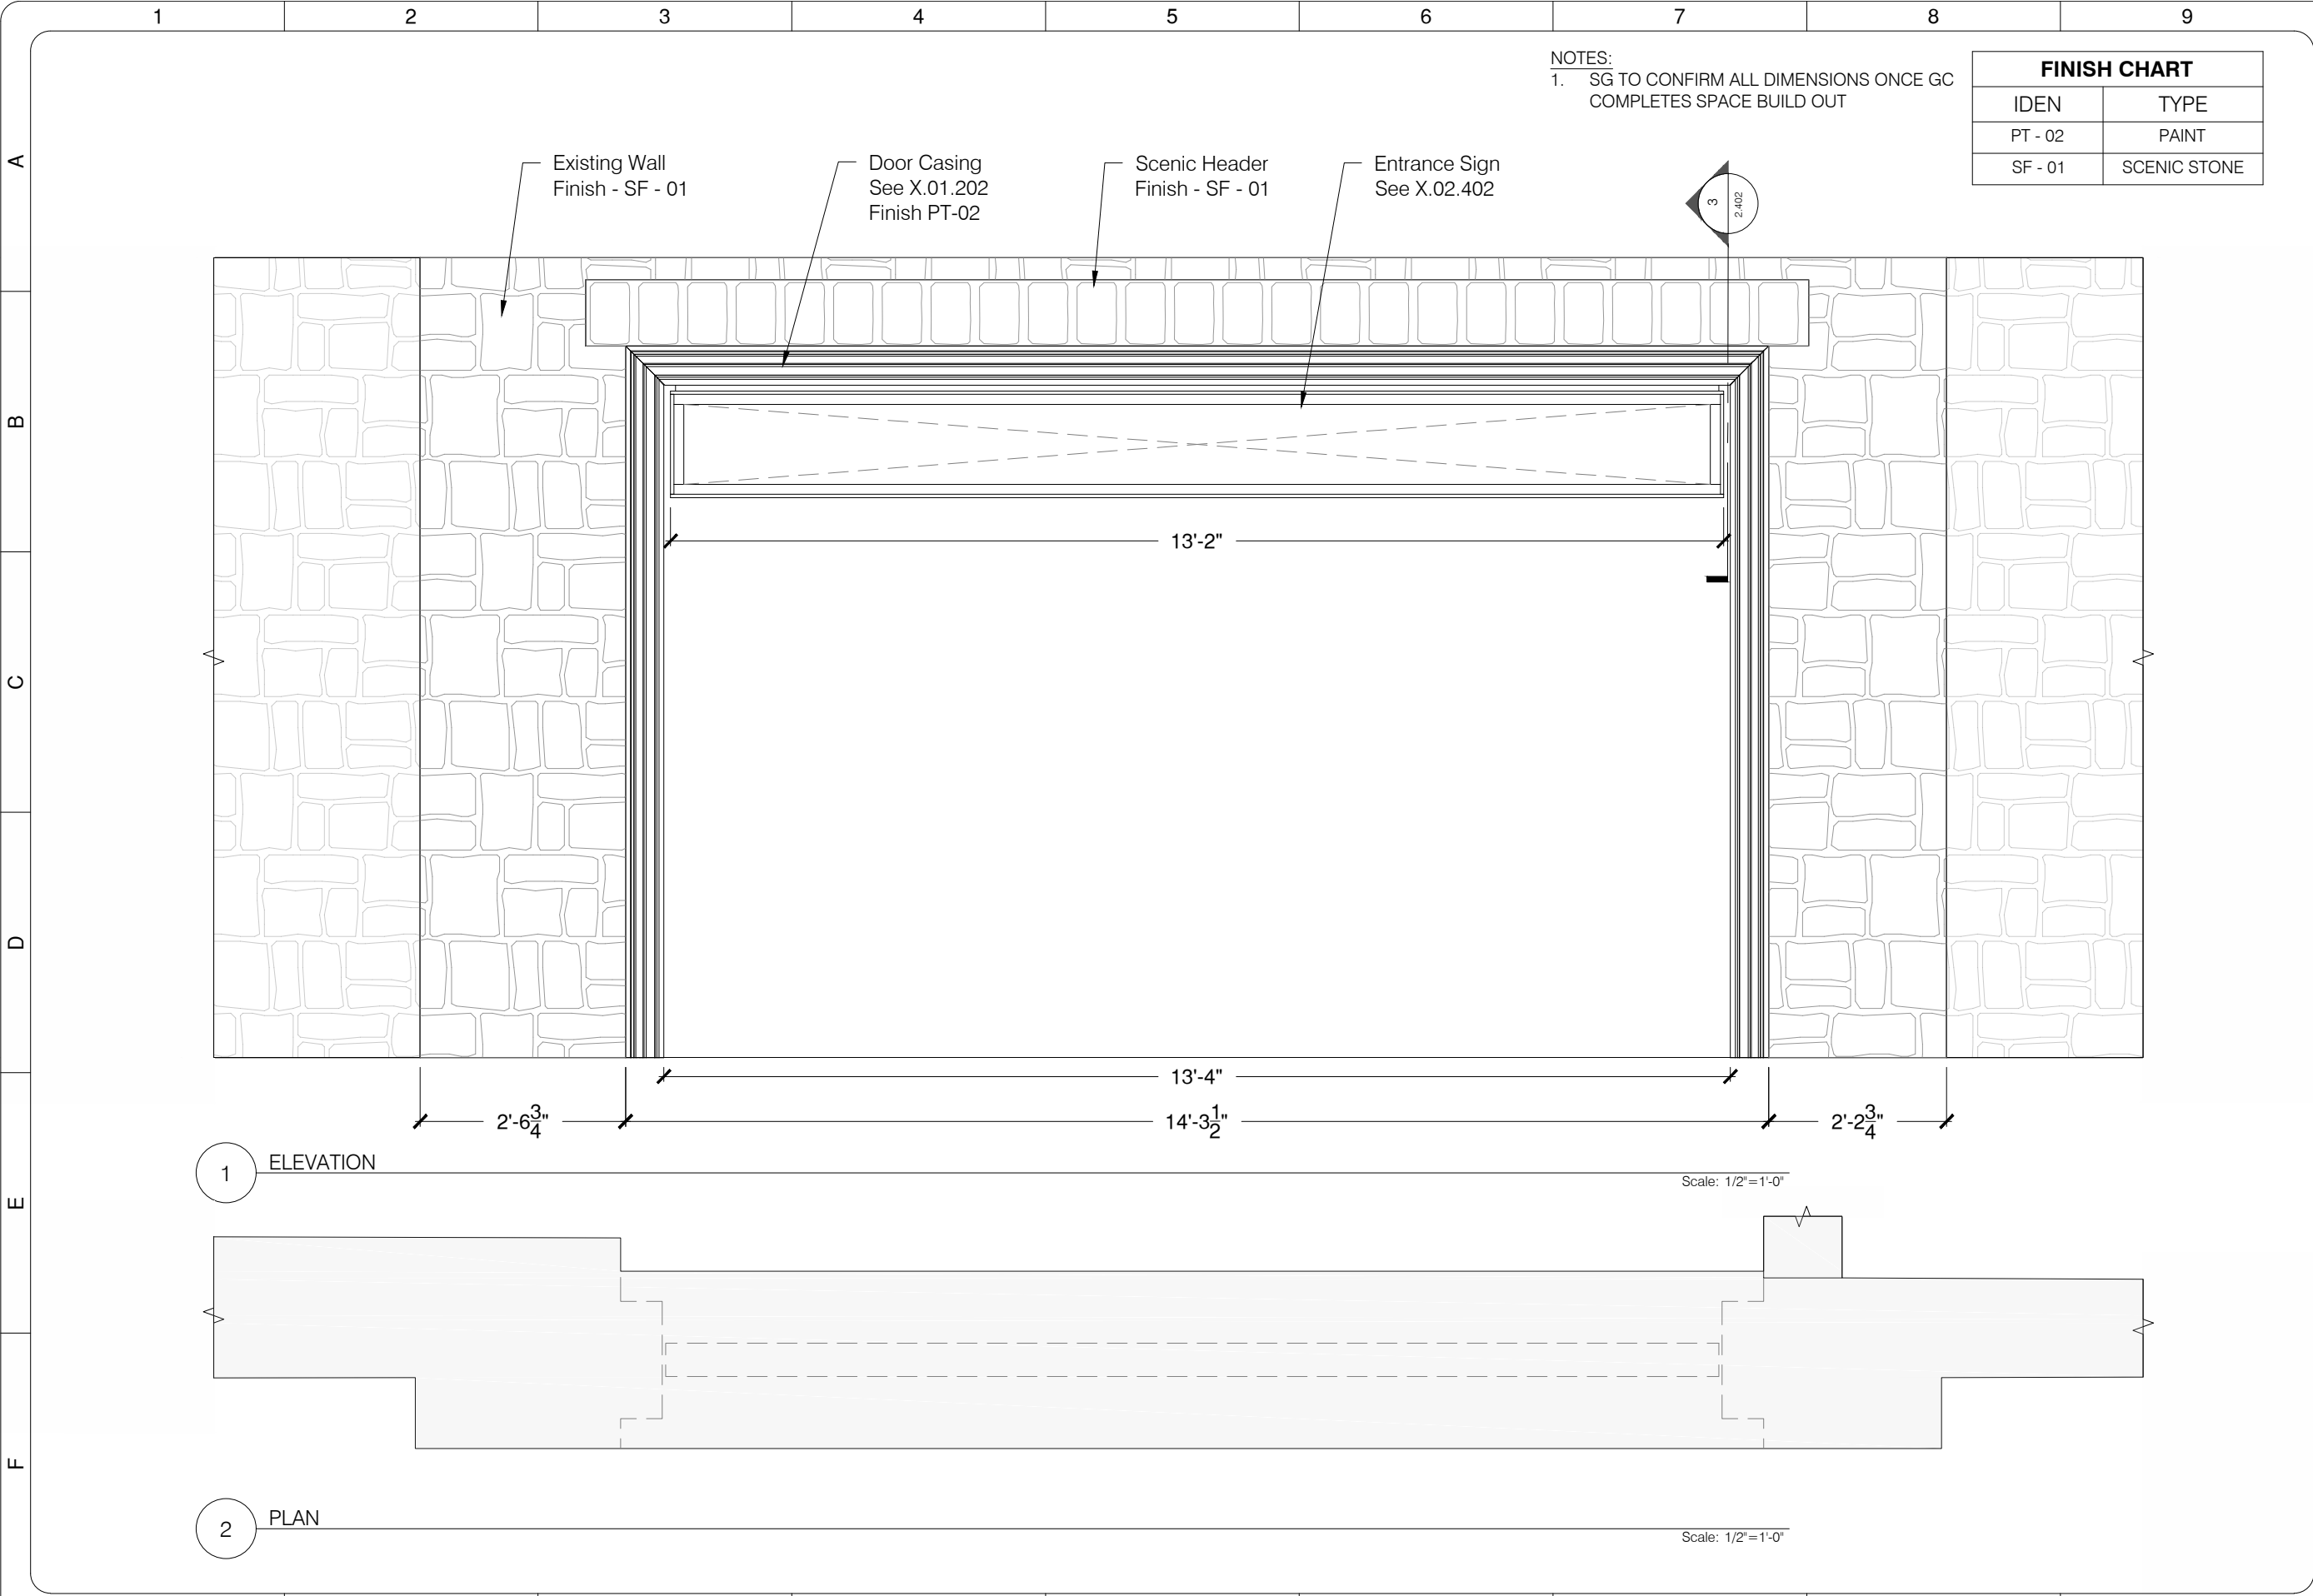 1 2 3 4 5 6 7 8 9
NOTES:
1. SG TO CONFIRM ALL DIMENSIONS ONCE GC
COMPLETES SPACE BUILD OUT
FINISH CHART
IDEN TYPE
PT - 02 PAINT
SF - 01 SCENIC STONE
A
Existing Wall
Finish - SF - 01
Door Casing
See X.01.202
Finish PT-02
Scenic Header
Finish - SF - 01
Entrance Sign
See X.02.402
3
2.402
B
13'-2"
C
D
13'-4"
2'-6 3/4"
14'-3 1/2"
2'-2 3/4"
1 ELEVATION
Scale: 1/2"=1'-0"
E
F
2 PLAN
Scale: 1/2"=1'-0"